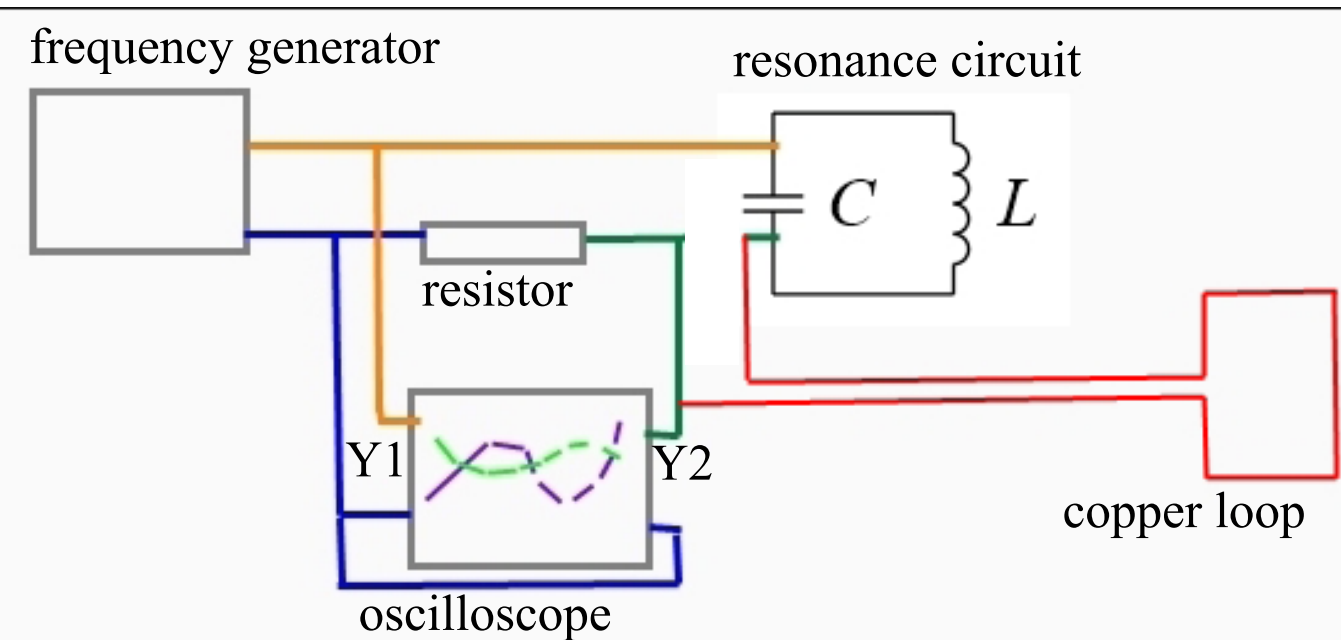 frequency generator
resonance circuit
C
L
resistor
Y1
Y2
copper loop
oscilloscope